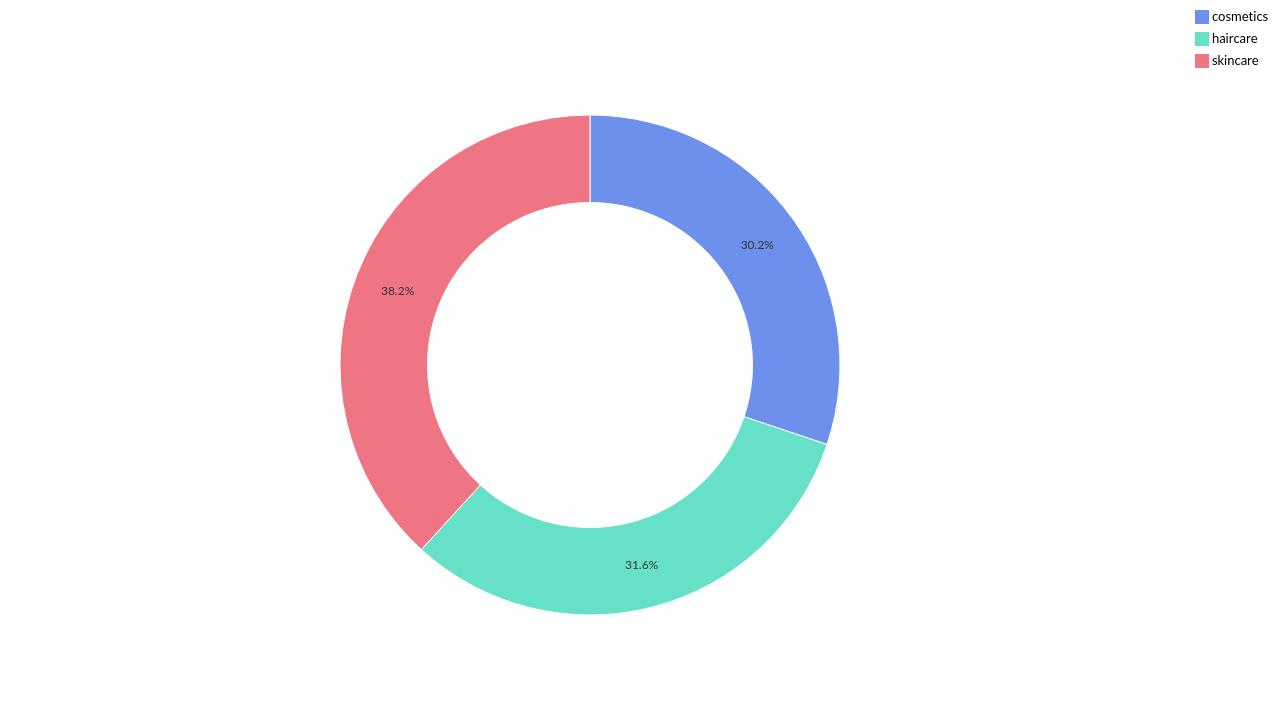 cosmetics
haircare
skincare
30.2%
38.2%
31.6%